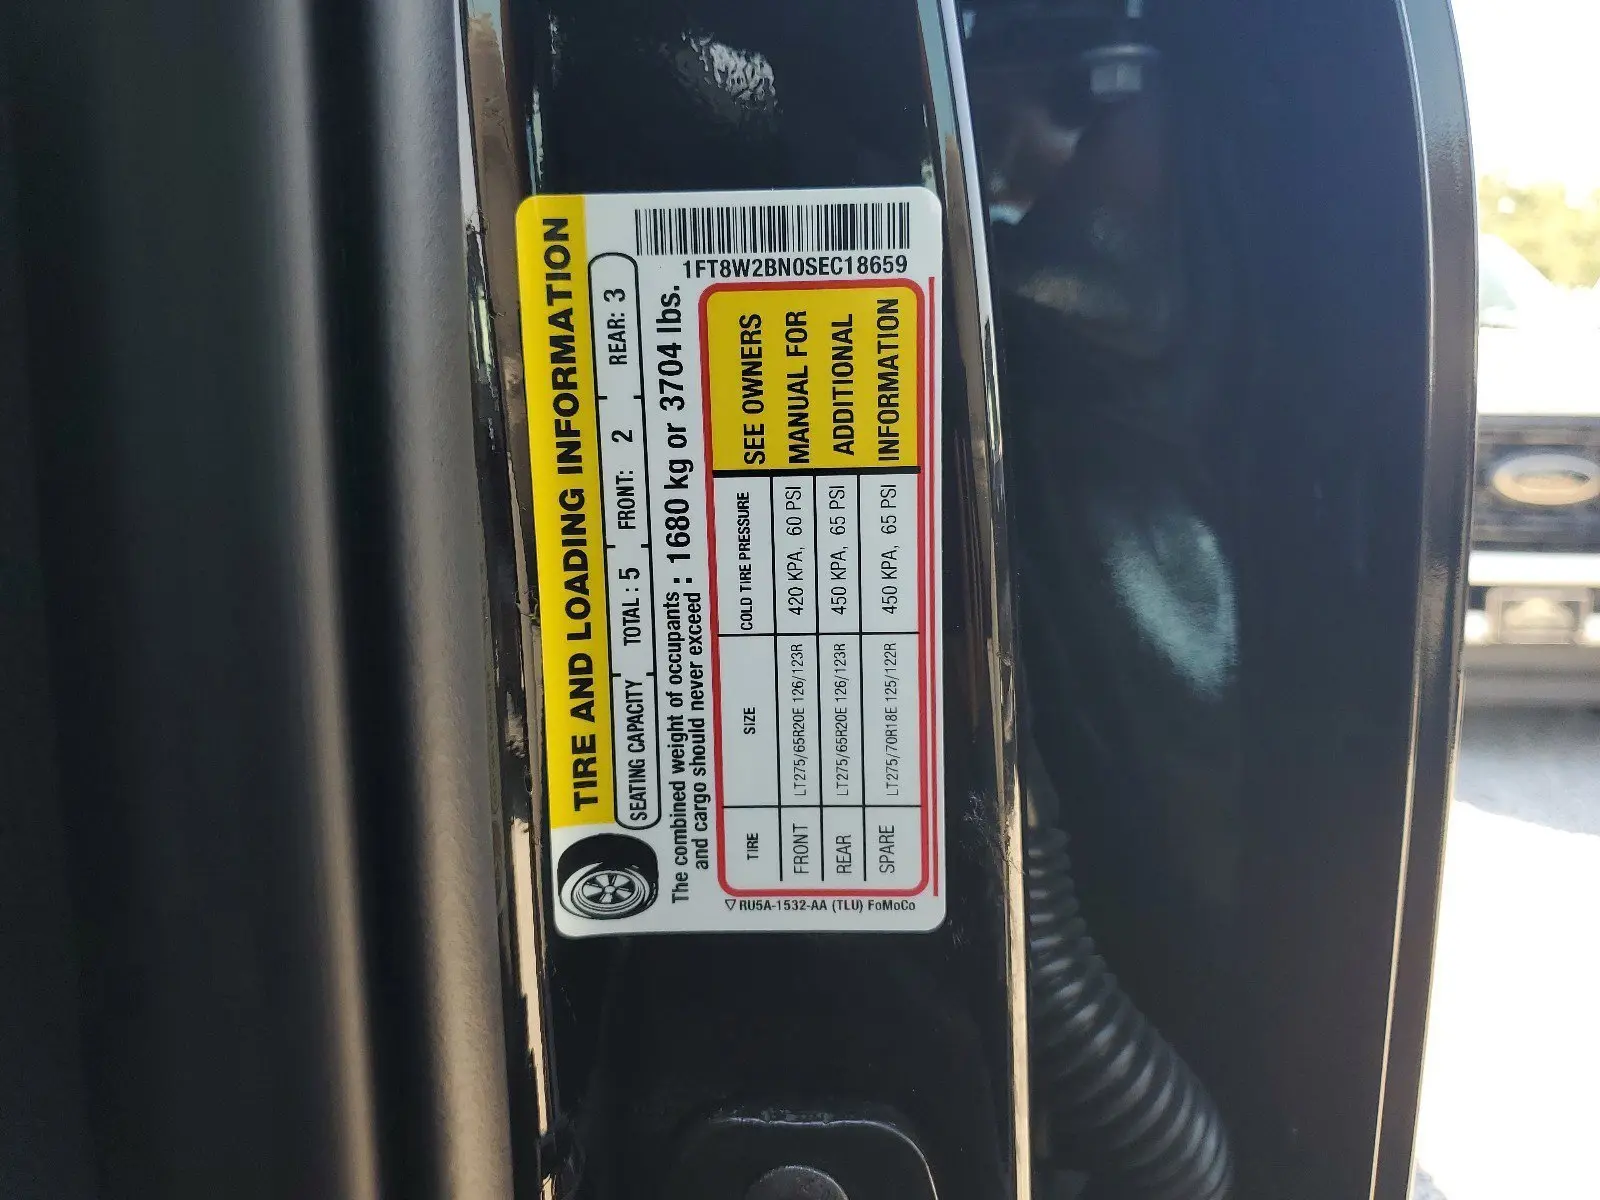 1FT8W2BN0SEC18659
TIRE AND LOADING INFORMATION
SEATING CAPACITY TOTAL : 5 FRONT: 2 REAR: 3
The combined weight of occupants : 1680 kg or 3704 lbs.
and cargo should never exceed
TIRE SIZE COLD TIRE PRESSURE SEE OWNERS
FRONT LT275/65R20E 126/123R 420 KPA, 60 PSI MANUAL FOR
REAR LT275/65R20E 126/123R 450 KPA, 65 PSI ADDITIONAL
SPARE LT275/70R18E 125/122R 450 KPA, 65 PSI INFORMATION
▽ RU5A-1532-AA (TLU) FoMoCo